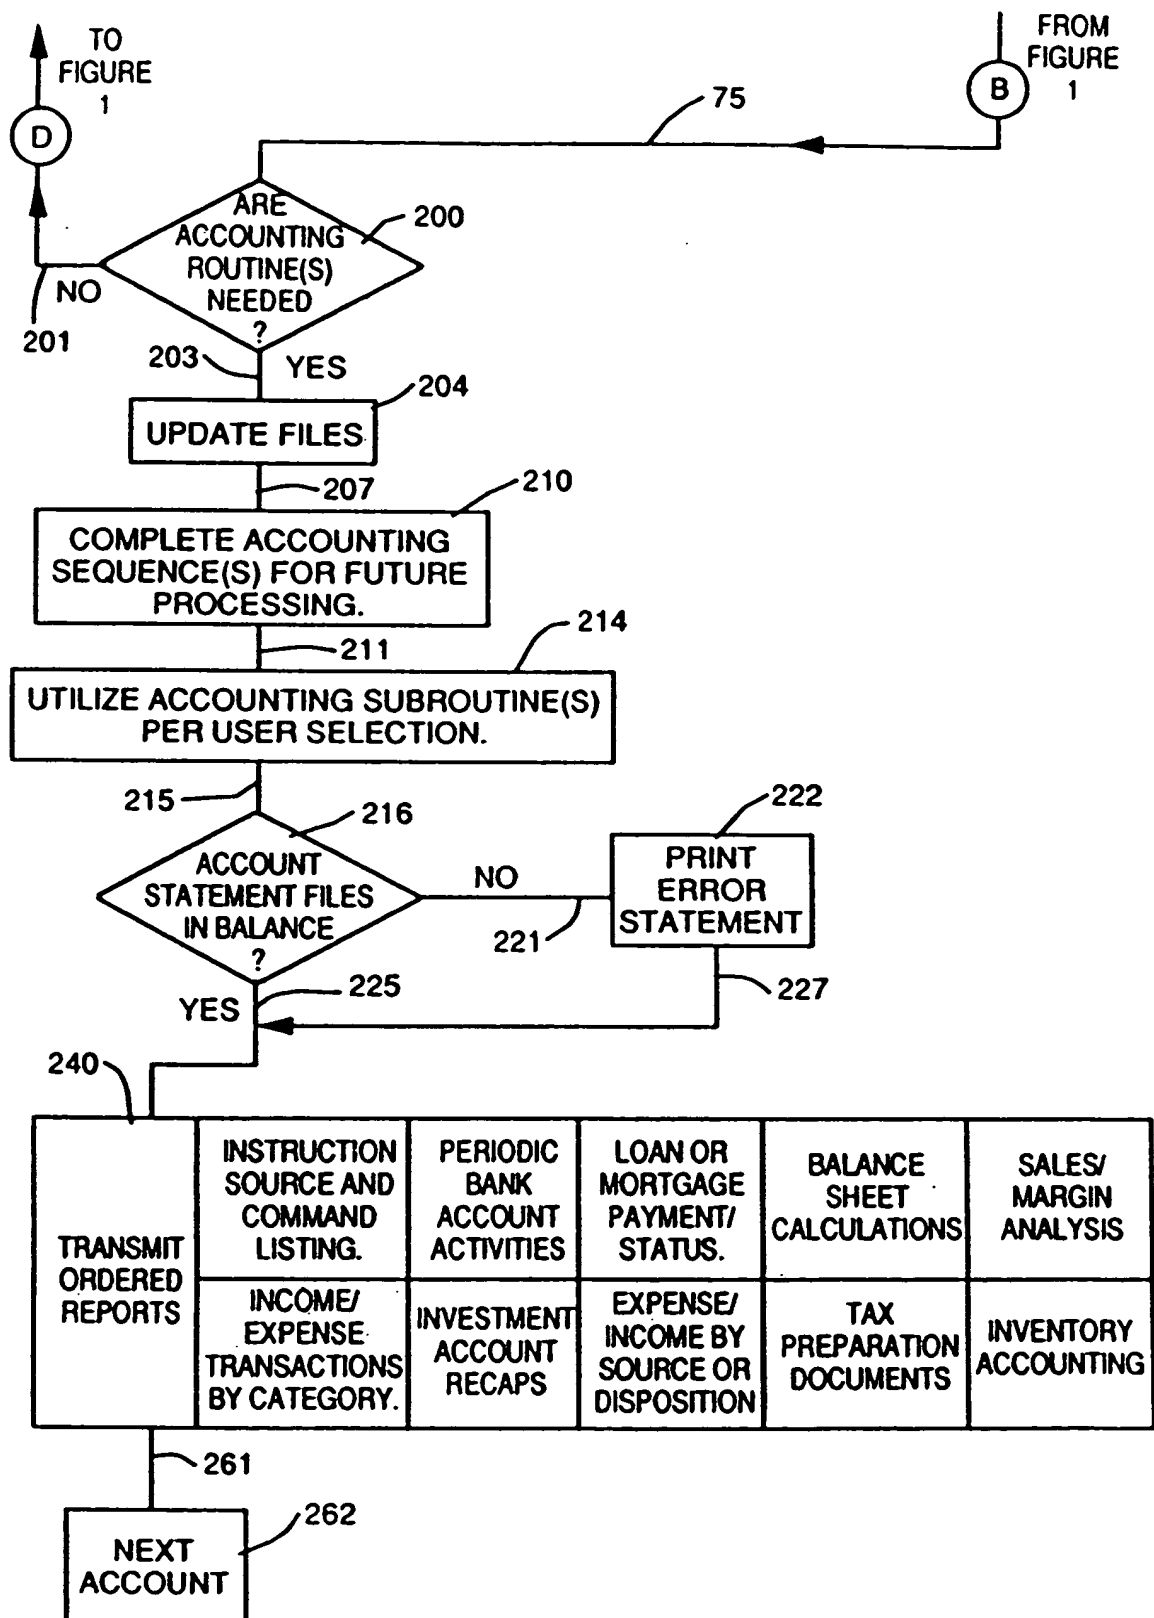 TO
FIGURE
1
D
FROM
FIGURE
1
B
75
ARE
ACCOUNTING
ROUTINE(S)
NEEDED
?
200
NO
201
203
YES
204
UPDATE FILES
207
210
COMPLETE ACCOUNTING
SEQUENCE(S) FOR FUTURE
PROCESSING.
211
214
UTILIZE ACCOUNTING SUBROUTINE(S)
PER USER SELECTION.
215
216
ACCOUNT
STATEMENT FILES
IN BALANCE
?
NO
221
222
PRINT
ERROR
STATEMENT
227
YES
225
240
TRANSMIT
ORDERED
REPORTS
INSTRUCTION
SOURCE AND
COMMAND
LISTING.
PERIODIC
BANK
ACCOUNT
ACTIVITIES
LOAN OR
MORTGAGE
PAYMENT/
STATUS.
BALANCE
SHEET
CALCULATIONS
SALES/
MARGIN
ANALYSIS
INCOME/
EXPENSE
TRANSACTIONS
BY CATEGORY.
INVESTMENT
ACCOUNT
RECAPS
EXPENSE/
INCOME BY
SOURCE OR
DISPOSITION
TAX
PREPARATION
DOCUMENTS
INVENTORY
ACCOUNTING
261
262
NEXT
ACCOUNT